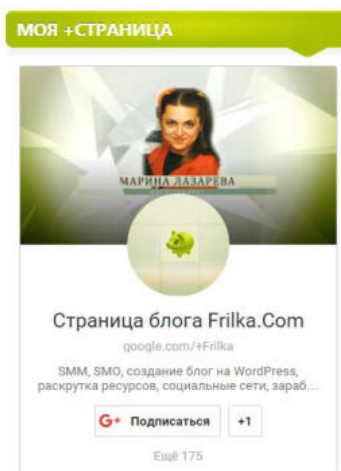 МОЯ +СТРАНИЦА
МАРИНА ЛАЗАРЕВА
Страница блога Frilka.Com
google.com/+Frilka
SMM, SMO, создание блог на WordPress,
раскрутка ресурсов, социальные сети, зараб...
G+ Подписаться +1
Ещё 175